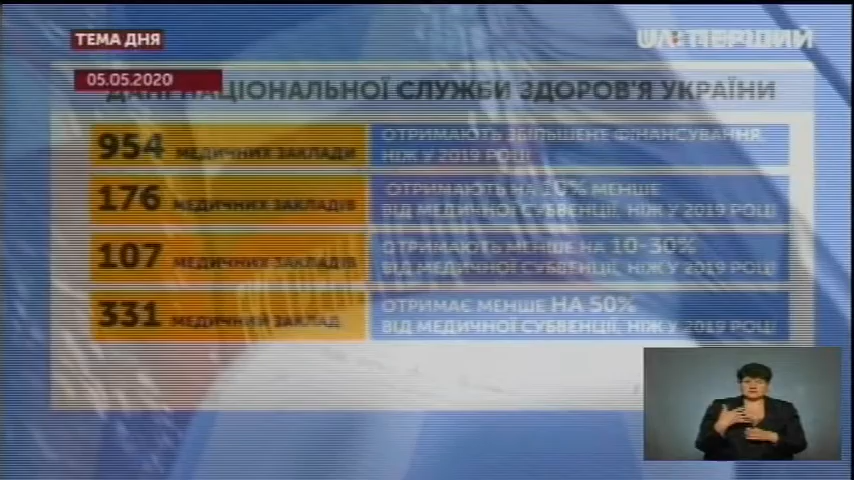 ТЕМА ДНЯ
UA:ПЕРШИЙ
05.05.2020
ДАНІ НАЦІОНАЛЬНОЇ СЛУЖБИ ЗДОРОВ'Я УКРАЇНИ
954 МЕДИЧНИХ ЗАКЛАДИ
ОТРИМАЮТЬ ЗБІЛЬШЕНЕ ФІНАНСУВАННЯ,
НІЖ У 2019 РОЦІ
176 МЕДИЧНИХ ЗАКЛАДІВ
ОТРИМАЮТЬ НА 10% МЕНШЕ
ВІД МЕДИЧНОЇ СУБВЕНЦІЇ, НІЖ У 2019 РОЦІ
107 МЕДИЧНИХ ЗАКЛАДІВ
ОТРИМАЮТЬ МЕНШЕ НА 10-30%
ВІД МЕДИЧНОЇ СУБВЕНЦІЇ, НІЖ У 2019 РОЦІ
331 МЕДИЧНИЙ ЗАКЛАД
ОТРИМАЄ МЕНШЕ НА 50%
ВІД МЕДИЧНОЇ СУБВЕНЦІЇ, НІЖ У 2019 РОЦІ